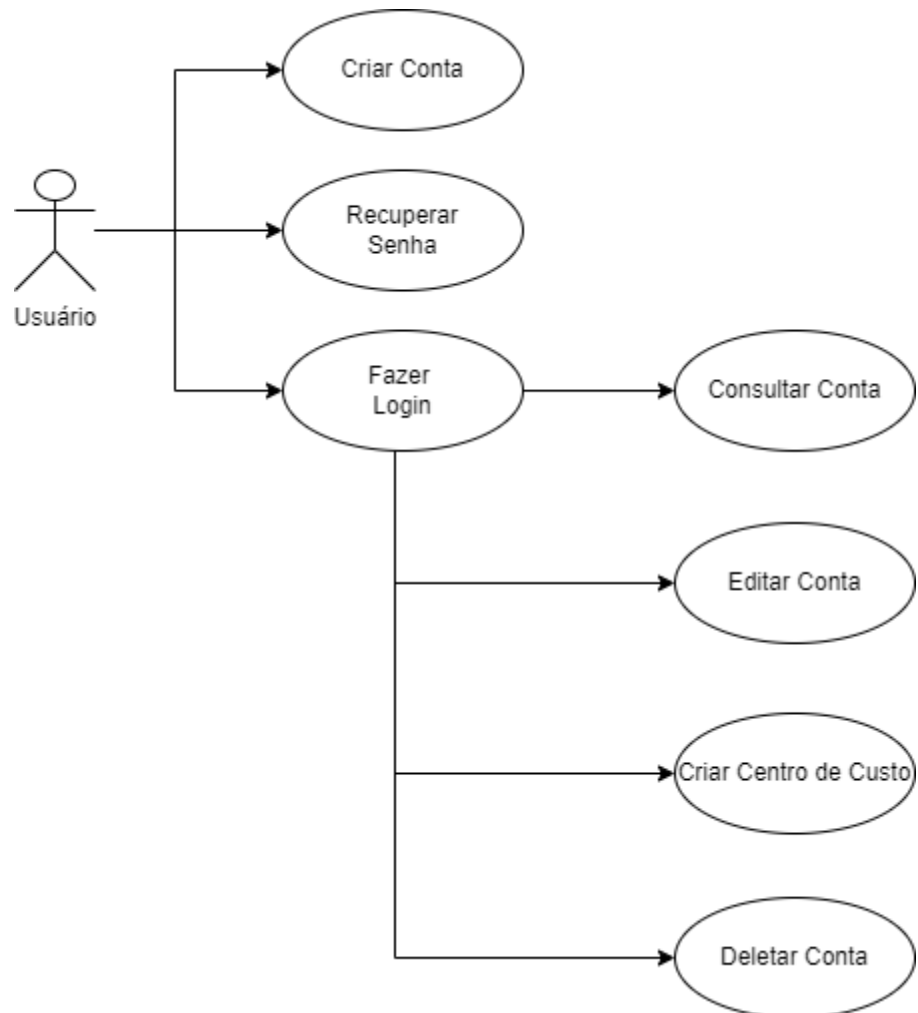 Criar Conta
Recuperar
Senha
Usuário
Fazer
Login
Consultar Conta
Editar Conta
Criar Centro de Custo
Deletar Conta